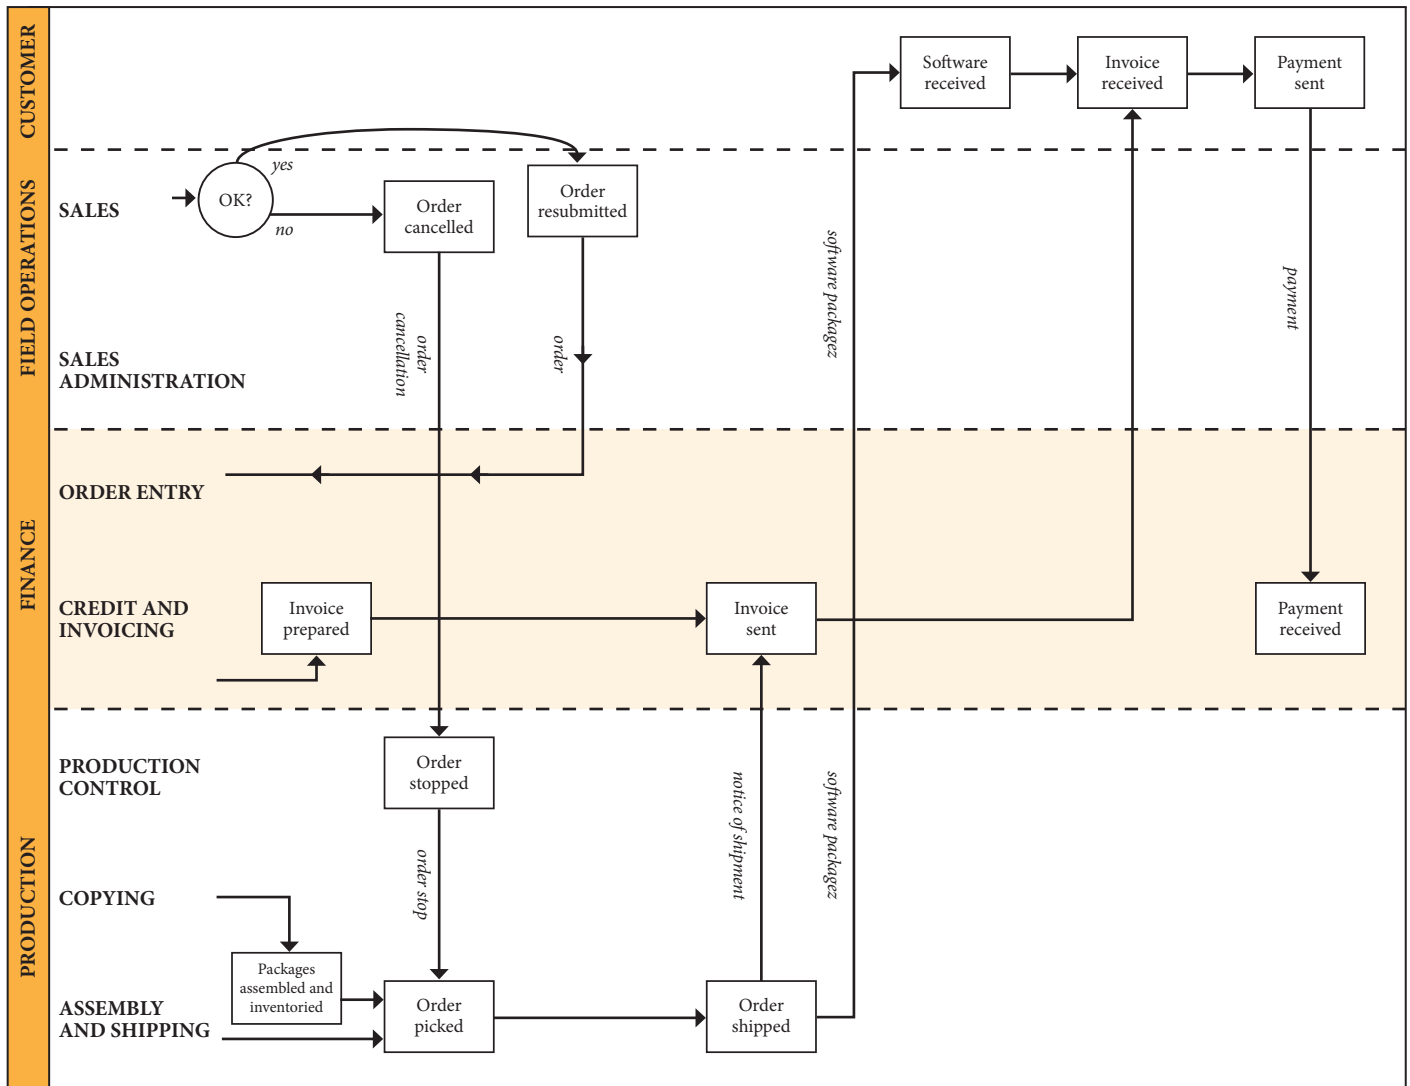 CUSTOMER
Software
received
Invoice
received
Payment
sent
FIELD OPERATIONS
SALES
OK?
yes
no
Order
cancelled
Order
resubmitted
software packagez
payment
order
cancellation
order
SALES
ADMINISTRATION
FINANCE
ORDER ENTRY
CREDIT AND
INVOICING
Invoice
prepared
Invoice
sent
Payment
received
PRODUCTION
PRODUCTION
CONTROL
Order
stopped
order stop
notice of shipment
software packagez
COPYING
Packages
assembled and
inventoried
ASSEMBLY
AND SHIPPING
Order
picked
Order
shipped